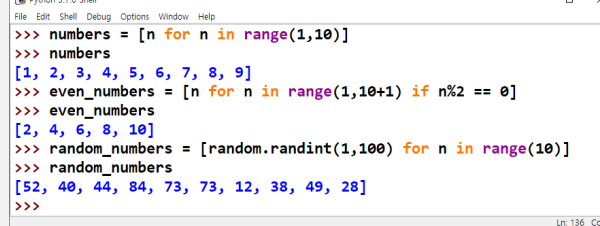 Python 3.7.0 Shell
File Edit Shell Debug Options Window Help
>>> numbers = [n for n in range(1,10)]
>>> numbers
[1, 2, 3, 4, 5, 6, 7, 8, 9]
>>> even_numbers = [n for n in range(1,10+1) if n%2 == 0]
>>> even_numbers
[2, 4, 6, 8, 10]
>>> random_numbers = [random.randint(1,100) for n in range(10)]
>>> random_numbers
[52, 40, 44, 84, 73, 73, 12, 38, 49, 28]
>>>
Ln: 136 Co